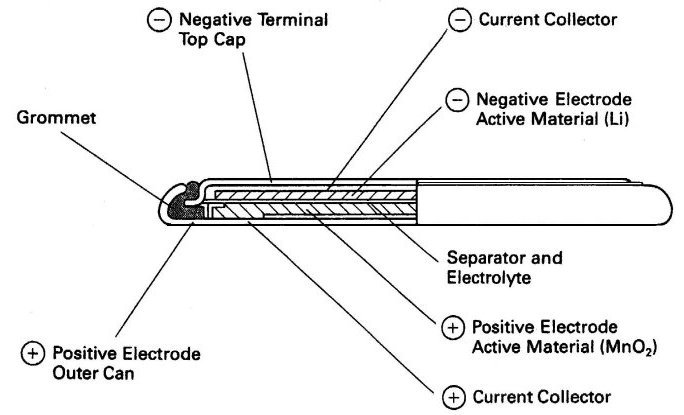 ⊖ Negative Terminal
Top Cap
⊖ Current Collector
⊖ Negative Electrode
Active Material (Li)
Grommet
Separator and
Electrolyte
⊕ Positive Electrode
Active Material (MnO₂)
⊕ Positive Electrode
Outer Can
⊕ Current Collector